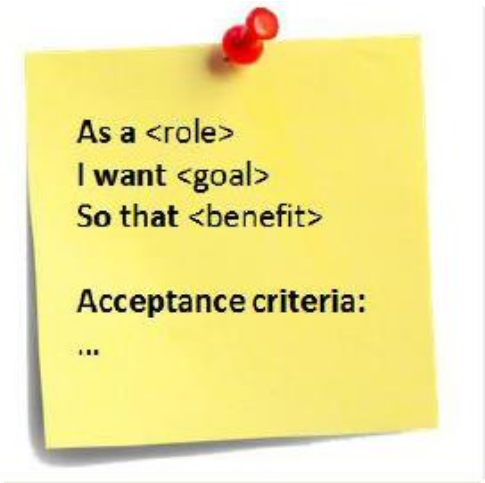 As a <role>
I want <goal>
So that <benefit>
Acceptance criteria:
...